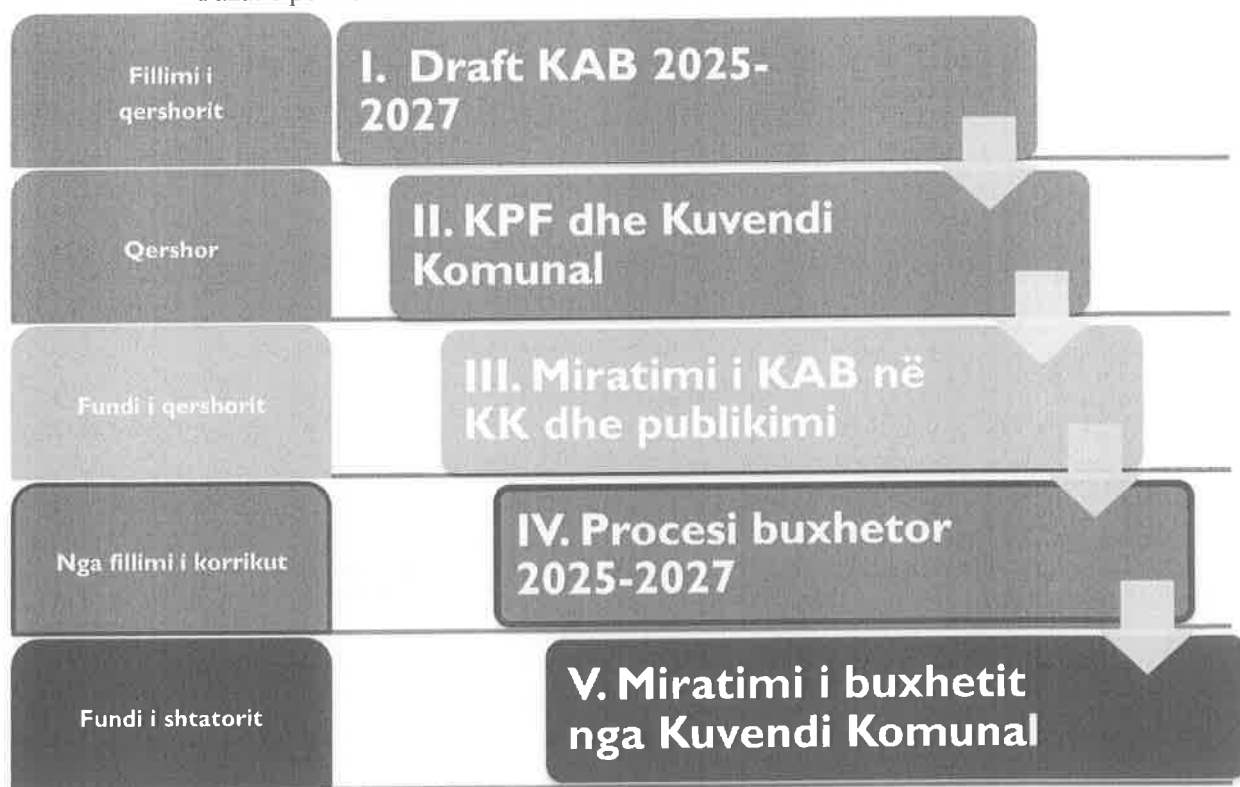 Fillimi i
qershorit
I. Draft KAB 2025-
2027
Qershor
II. KPF dhe Kuvendi
Komunal
Fundi i qershorit
III. Miratimi i KAB në
KK dhe publikimi
Nga fillimi i korrikut
IV. Procesi buxhetor
2025-2027
Fundi i shtatorit
V. Miratimi i buxhetit
nga Kuvendi Komunal